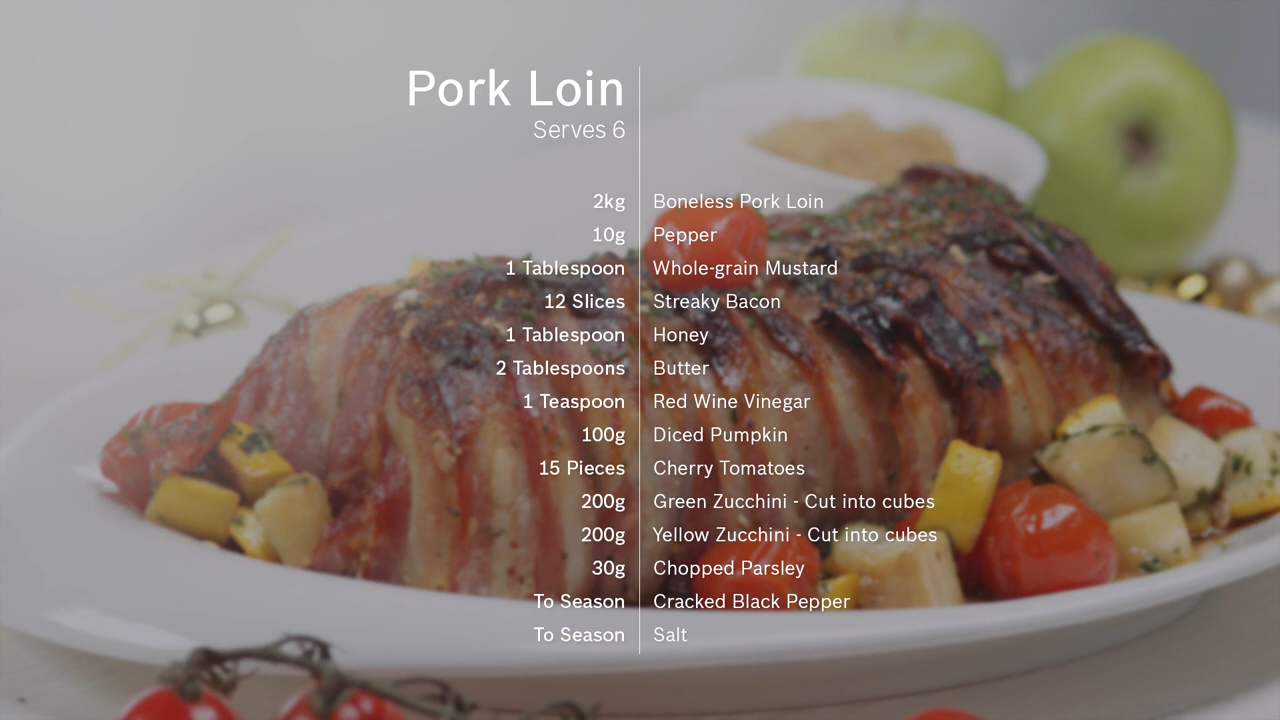 Pork Loin
Serves 6
2kg Boneless Pork Loin
10g Pepper
1 Tablespoon Whole-grain Mustard
12 Slices Streaky Bacon
1 Tablespoon Honey
2 Tablespoons Butter
1 Teaspoon Red Wine Vinegar
100g Diced Pumpkin
15 Pieces Cherry Tomatoes
200g Green Zucchini - Cut into cubes
200g Yellow Zucchini - Cut into cubes
30g Chopped Parsley
To Season Cracked Black Pepper
To Season Salt